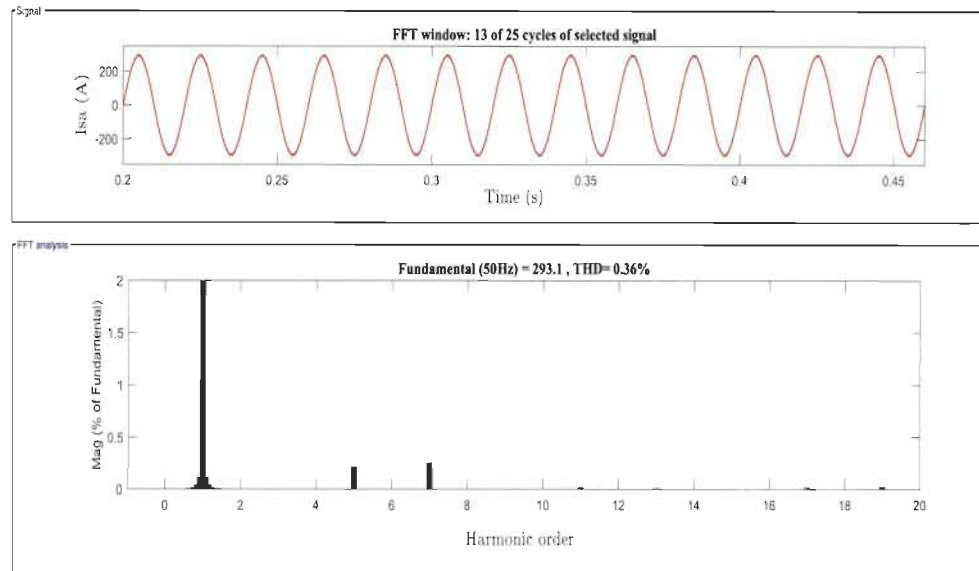 Signal
FFT window: 13 of 25 cycles of selected signal
Isa (A)
200
0
-200
0.2 0.25 0.3 0.35 0.4 0.45
Time (s)
FFT analysis
Fundamental (50Hz) = 293.1 , THD= 0.36%
Mag (% of Fundamental)
2
1.5
1
0.5
0
0 2 4 6 8 10 12 14 16 18 20
Harmonic order